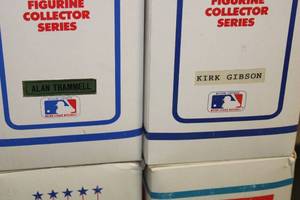 FIGURINE
COLLECTOR
SERIES
ALAN TRAMMELL
FIGURINE
COLLECTOR
SERIES
KIRK GIBSON